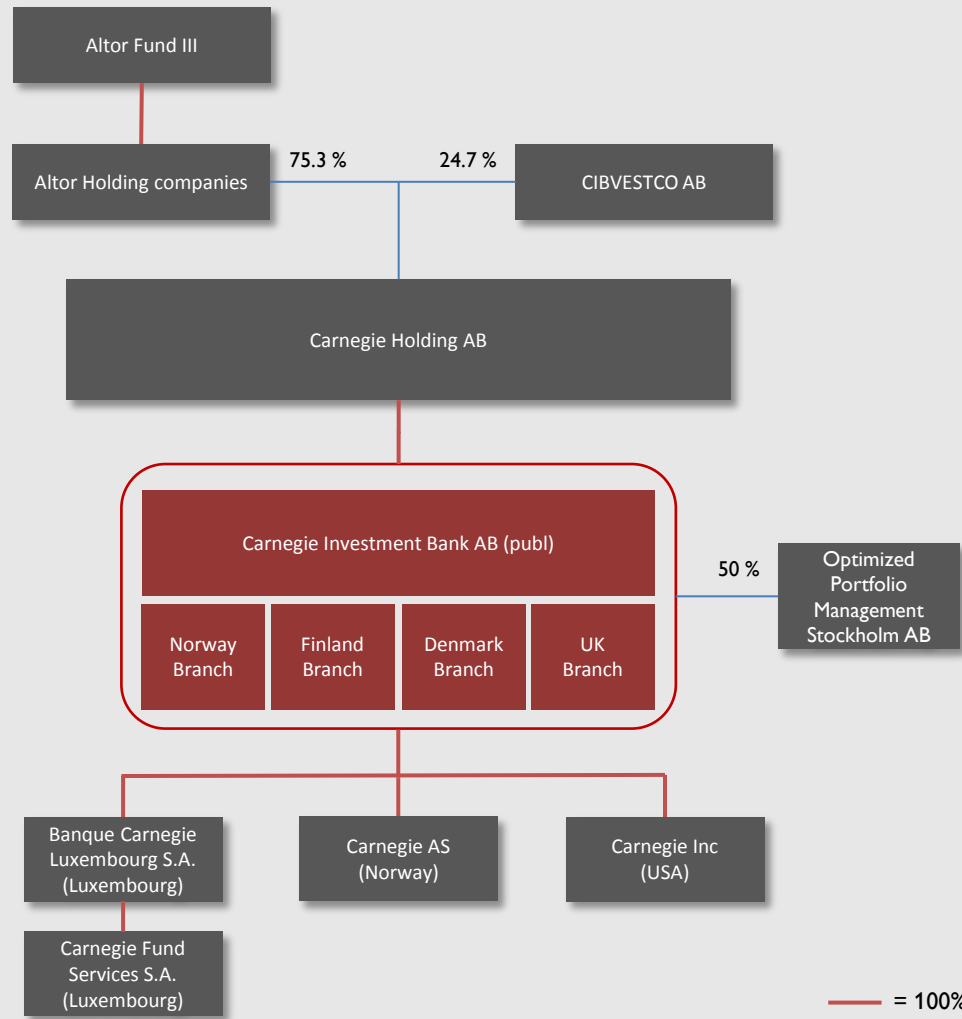 Altor Fund III
Altor Holding companies
75.3 %
24.7 %
CIBVESTCO AB
Carnegie Holding AB
Carnegie Investment Bank AB (publ)
Norway
Branch
Finland
Branch
Denmark
Branch
UK
Branch
50 %
Optimized
Portfolio
Management
Stockholm AB
Banque Carnegie
Luxembourg S.A.
(Luxembourg)
Carnegie AS
(Norway)
Carnegie Inc
(USA)
Carnegie Fund
Services S.A.
(Luxembourg)
= 100%